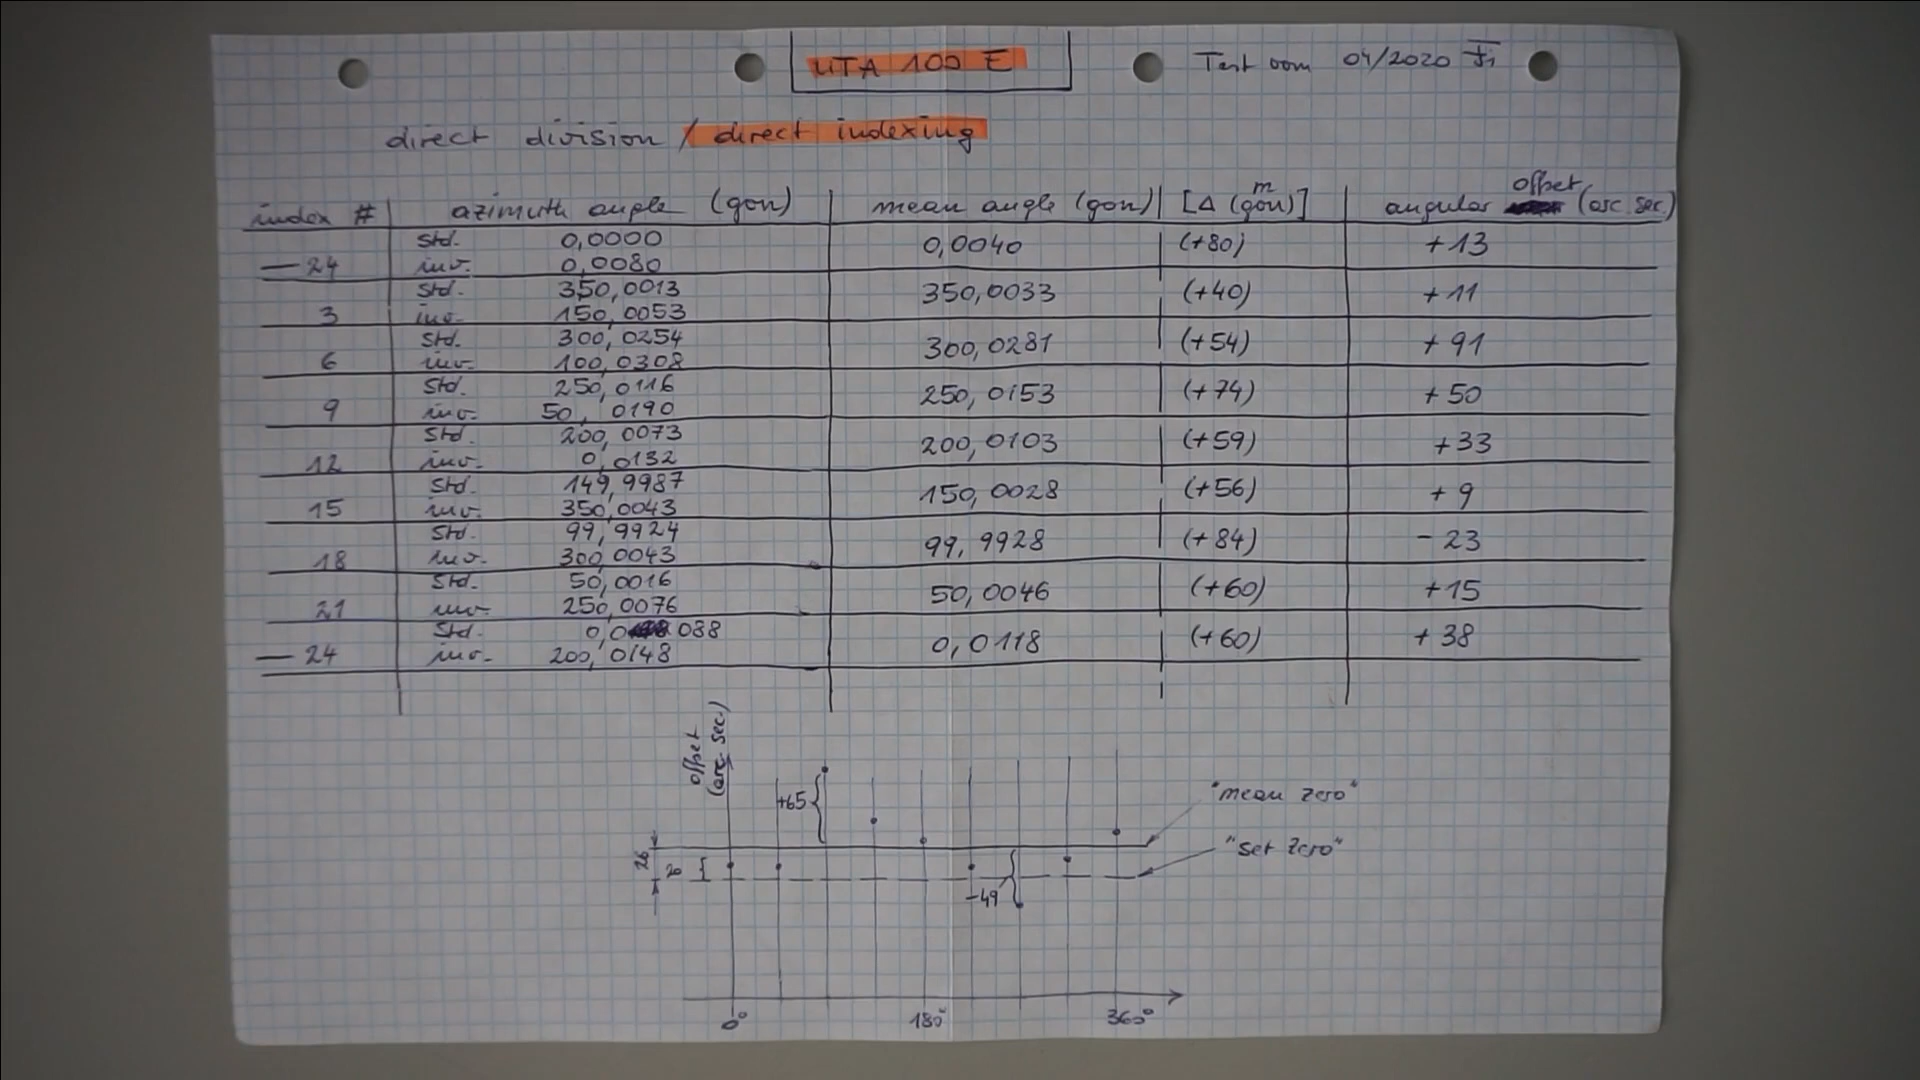 UTA 100 E
Test vom 04/2020
direct division / direct indexing
index # azimuth angle (gon) mean angle (gon) [Δ (m gon)] angular offset (arc sec.)
std. 0,0000 0,0040 (+80) +13
24 inv. 0,0080
std. 350,0013 350,0033 (+40) +11
3 inv. 150,0053
std. 300,0254 300,0281 (+54) +91
6 inv. 100,0308
std. 250,0116 250,0153 (+74) +50
9 inv. 50,0190
std. 200,0073 200,0103 (+59) +33
12 inv. 0,0132
std. 149,9987 150,0028 (+56) +9
15 inv. 350,0043
std. 99,9924 99,9928 (+84) -23
18 inv. 300,0043
std. 50,0016 50,0046 (+60) +15
21 inv. 250,0076
std. 0,0 088 0,0118 (+60) +38
24 inv. 200,0148
offset
(arc. sec.)
+65
"mean zero"
26
20
"set zero"
-49
0° 180° 360°